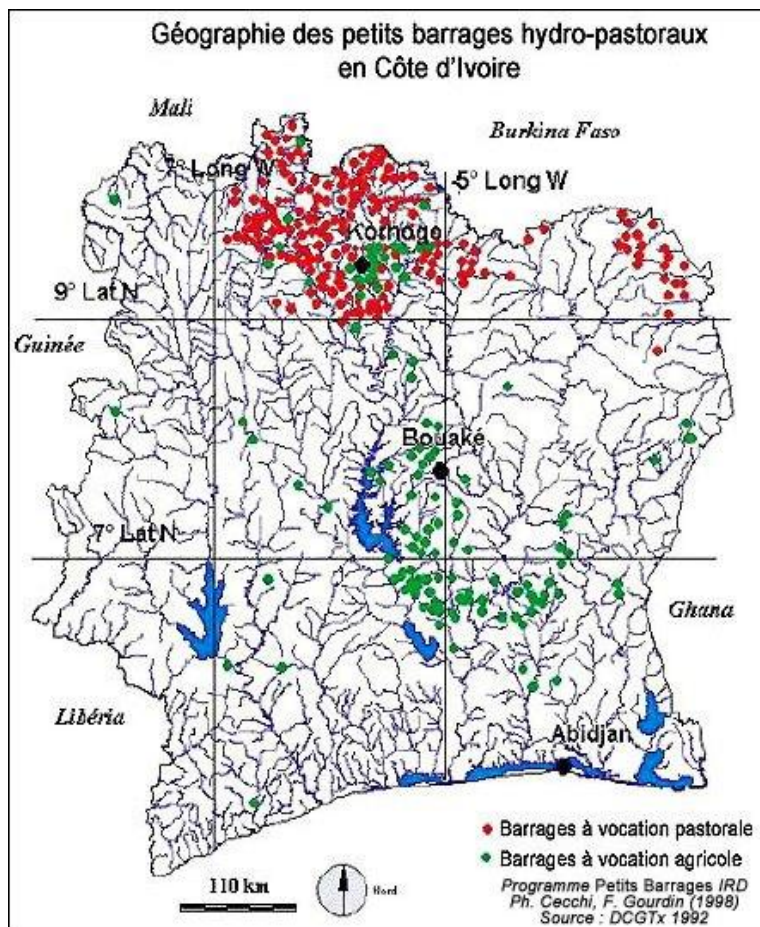 Géographie des petits barrages hydro-pastoraux
en Côte d'Ivoire
Mali
Burkina Faso
7° Long W
-5° Long W
Korhogo
9° Lat N
Guinée
Bouaké
7° Lat N
Ghana
Libéria
Abidjan
Barrages à vocation pastorale
Barrages à vocation agricole
110 km
Nord
Programme Petits Barrages IRD
Ph. Cecchi, F. Gourdin (1998)
Source : DCGTx 1992